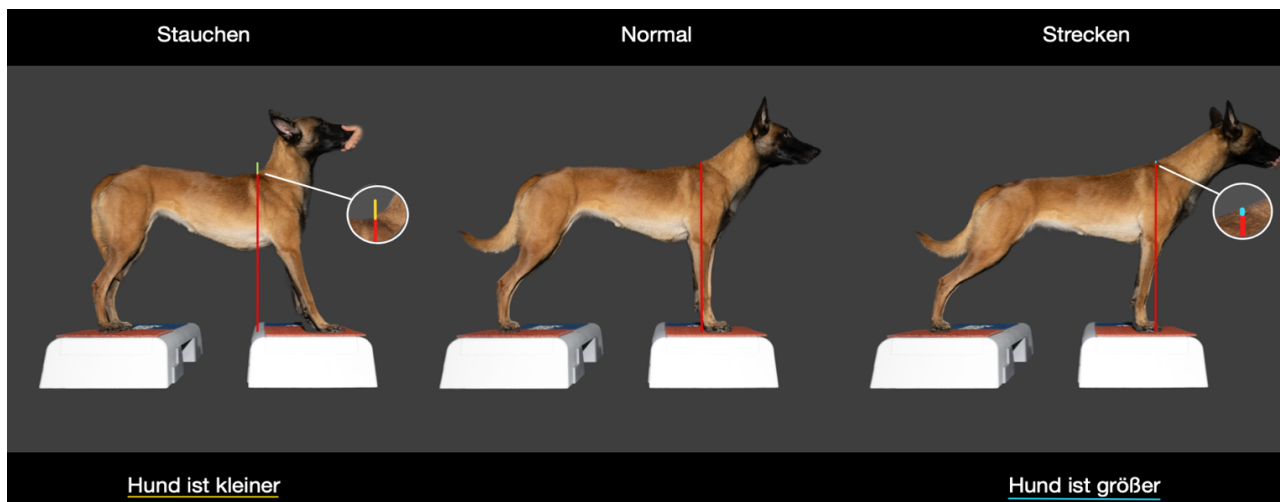 Stauchen
Normal
Strecken
Hund ist kleiner
Hund ist größer